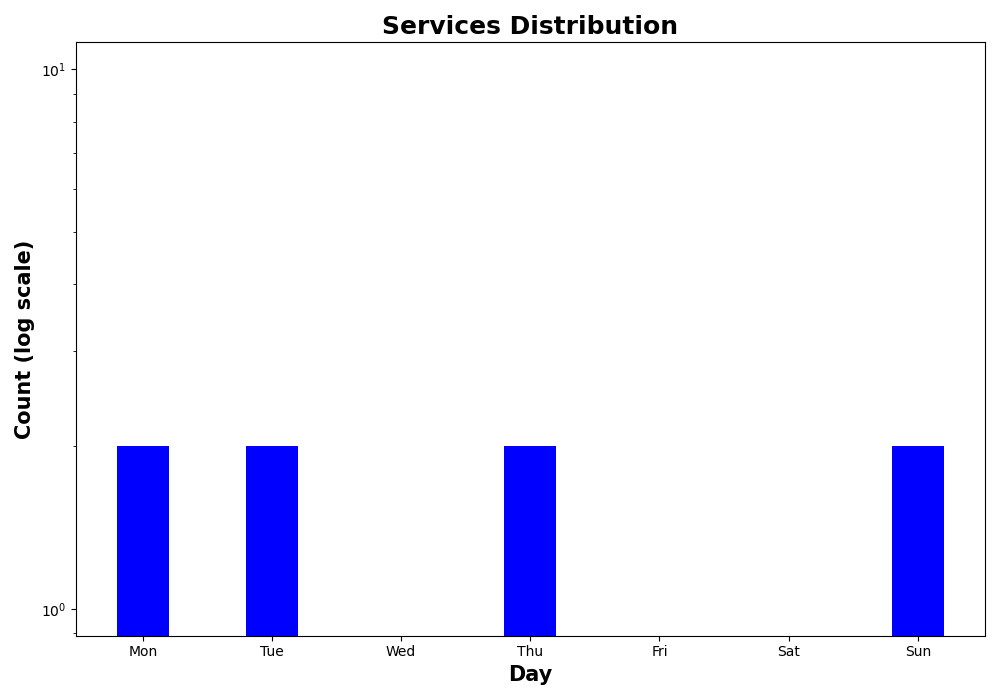 Services Distribution
10¹
Count (log scale)
10⁰
Mon Tue Wed Thu Fri Sat Sun
Day